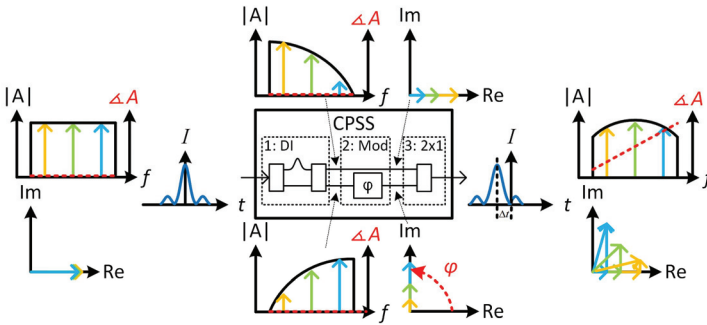 |A| ∡A f
Im Re
I t
|A| ∡A f
Im Re
CPSS
1: DI 2: Mod 3: 2x1
φ
|A| ∡A f
Im Re φ
I t
Δt
|A| ∡A f
Im Re